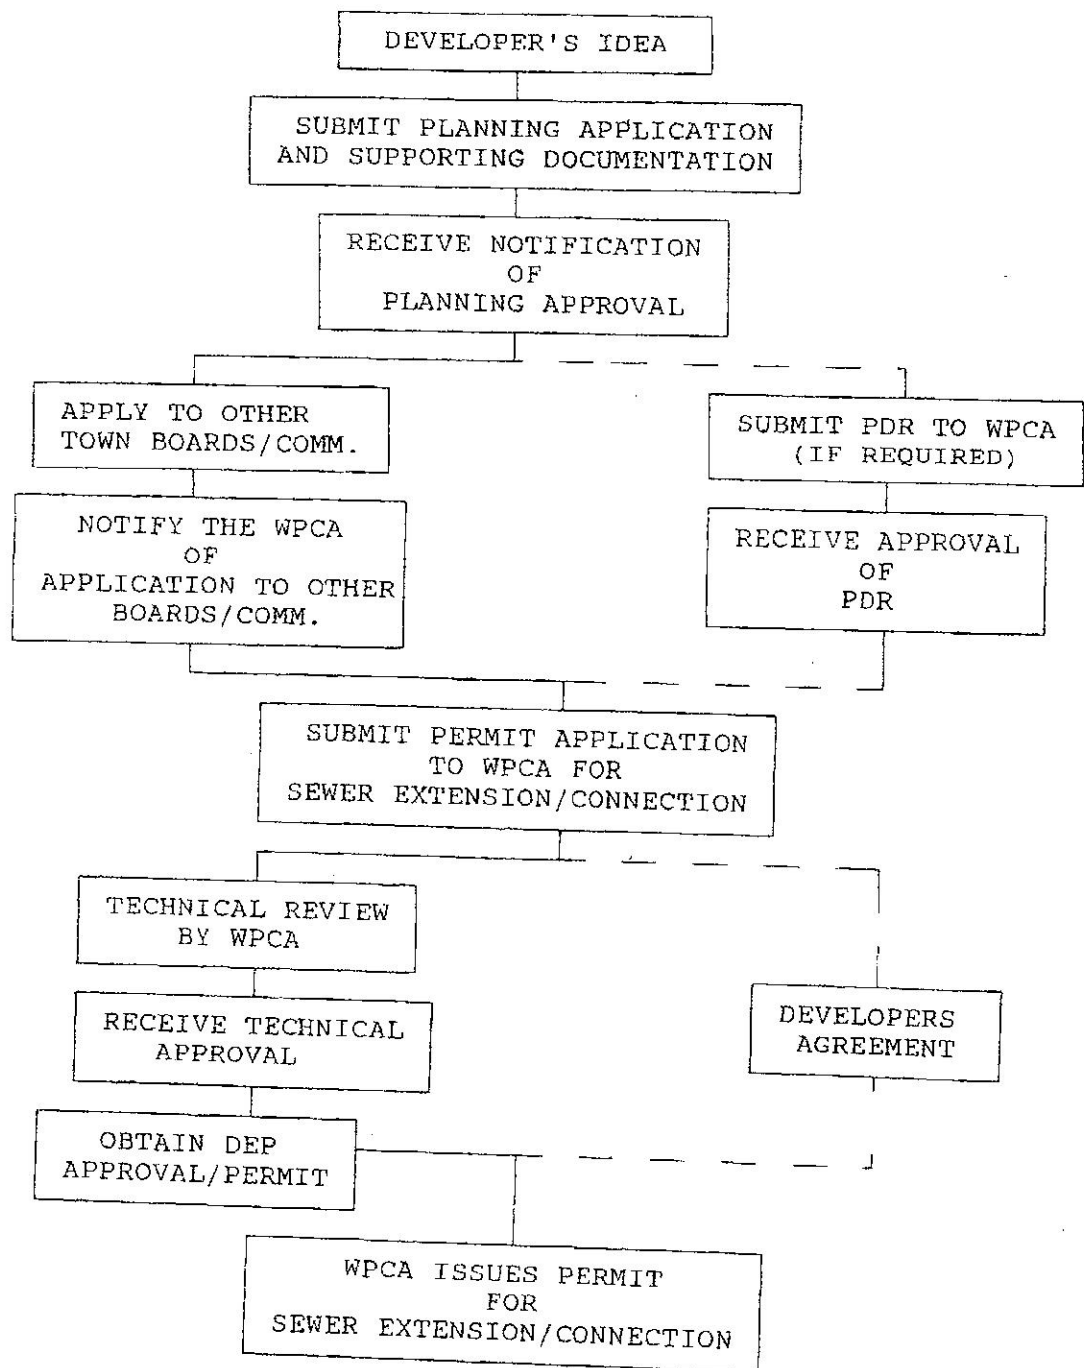 DEVELOPER'S IDEA
SUBMIT PLANNING APPLICATION
AND SUPPORTING DOCUMENTATION
RECEIVE NOTIFICATION
OF
PLANNING APPROVAL
APPLY TO OTHER
TOWN BOARDS/COMM.
NOTIFY THE WPCA
OF
APPLICATION TO OTHER
BOARDS/COMM.
SUBMIT PDR TO WPCA
(IF REQUIRED)
RECEIVE APPROVAL
OF
PDR
SUBMIT PERMIT APPLICATION
TO WPCA FOR
SEWER EXTENSION/CONNECTION
TECHNICAL REVIEW
BY WPCA
RECEIVE TECHNICAL
APPROVAL
OBTAIN DEP
APPROVAL/PERMIT
DEVELOPERS
AGREEMENT
WPCA ISSUES PERMIT
FOR
SEWER EXTENSION/CONNECTION